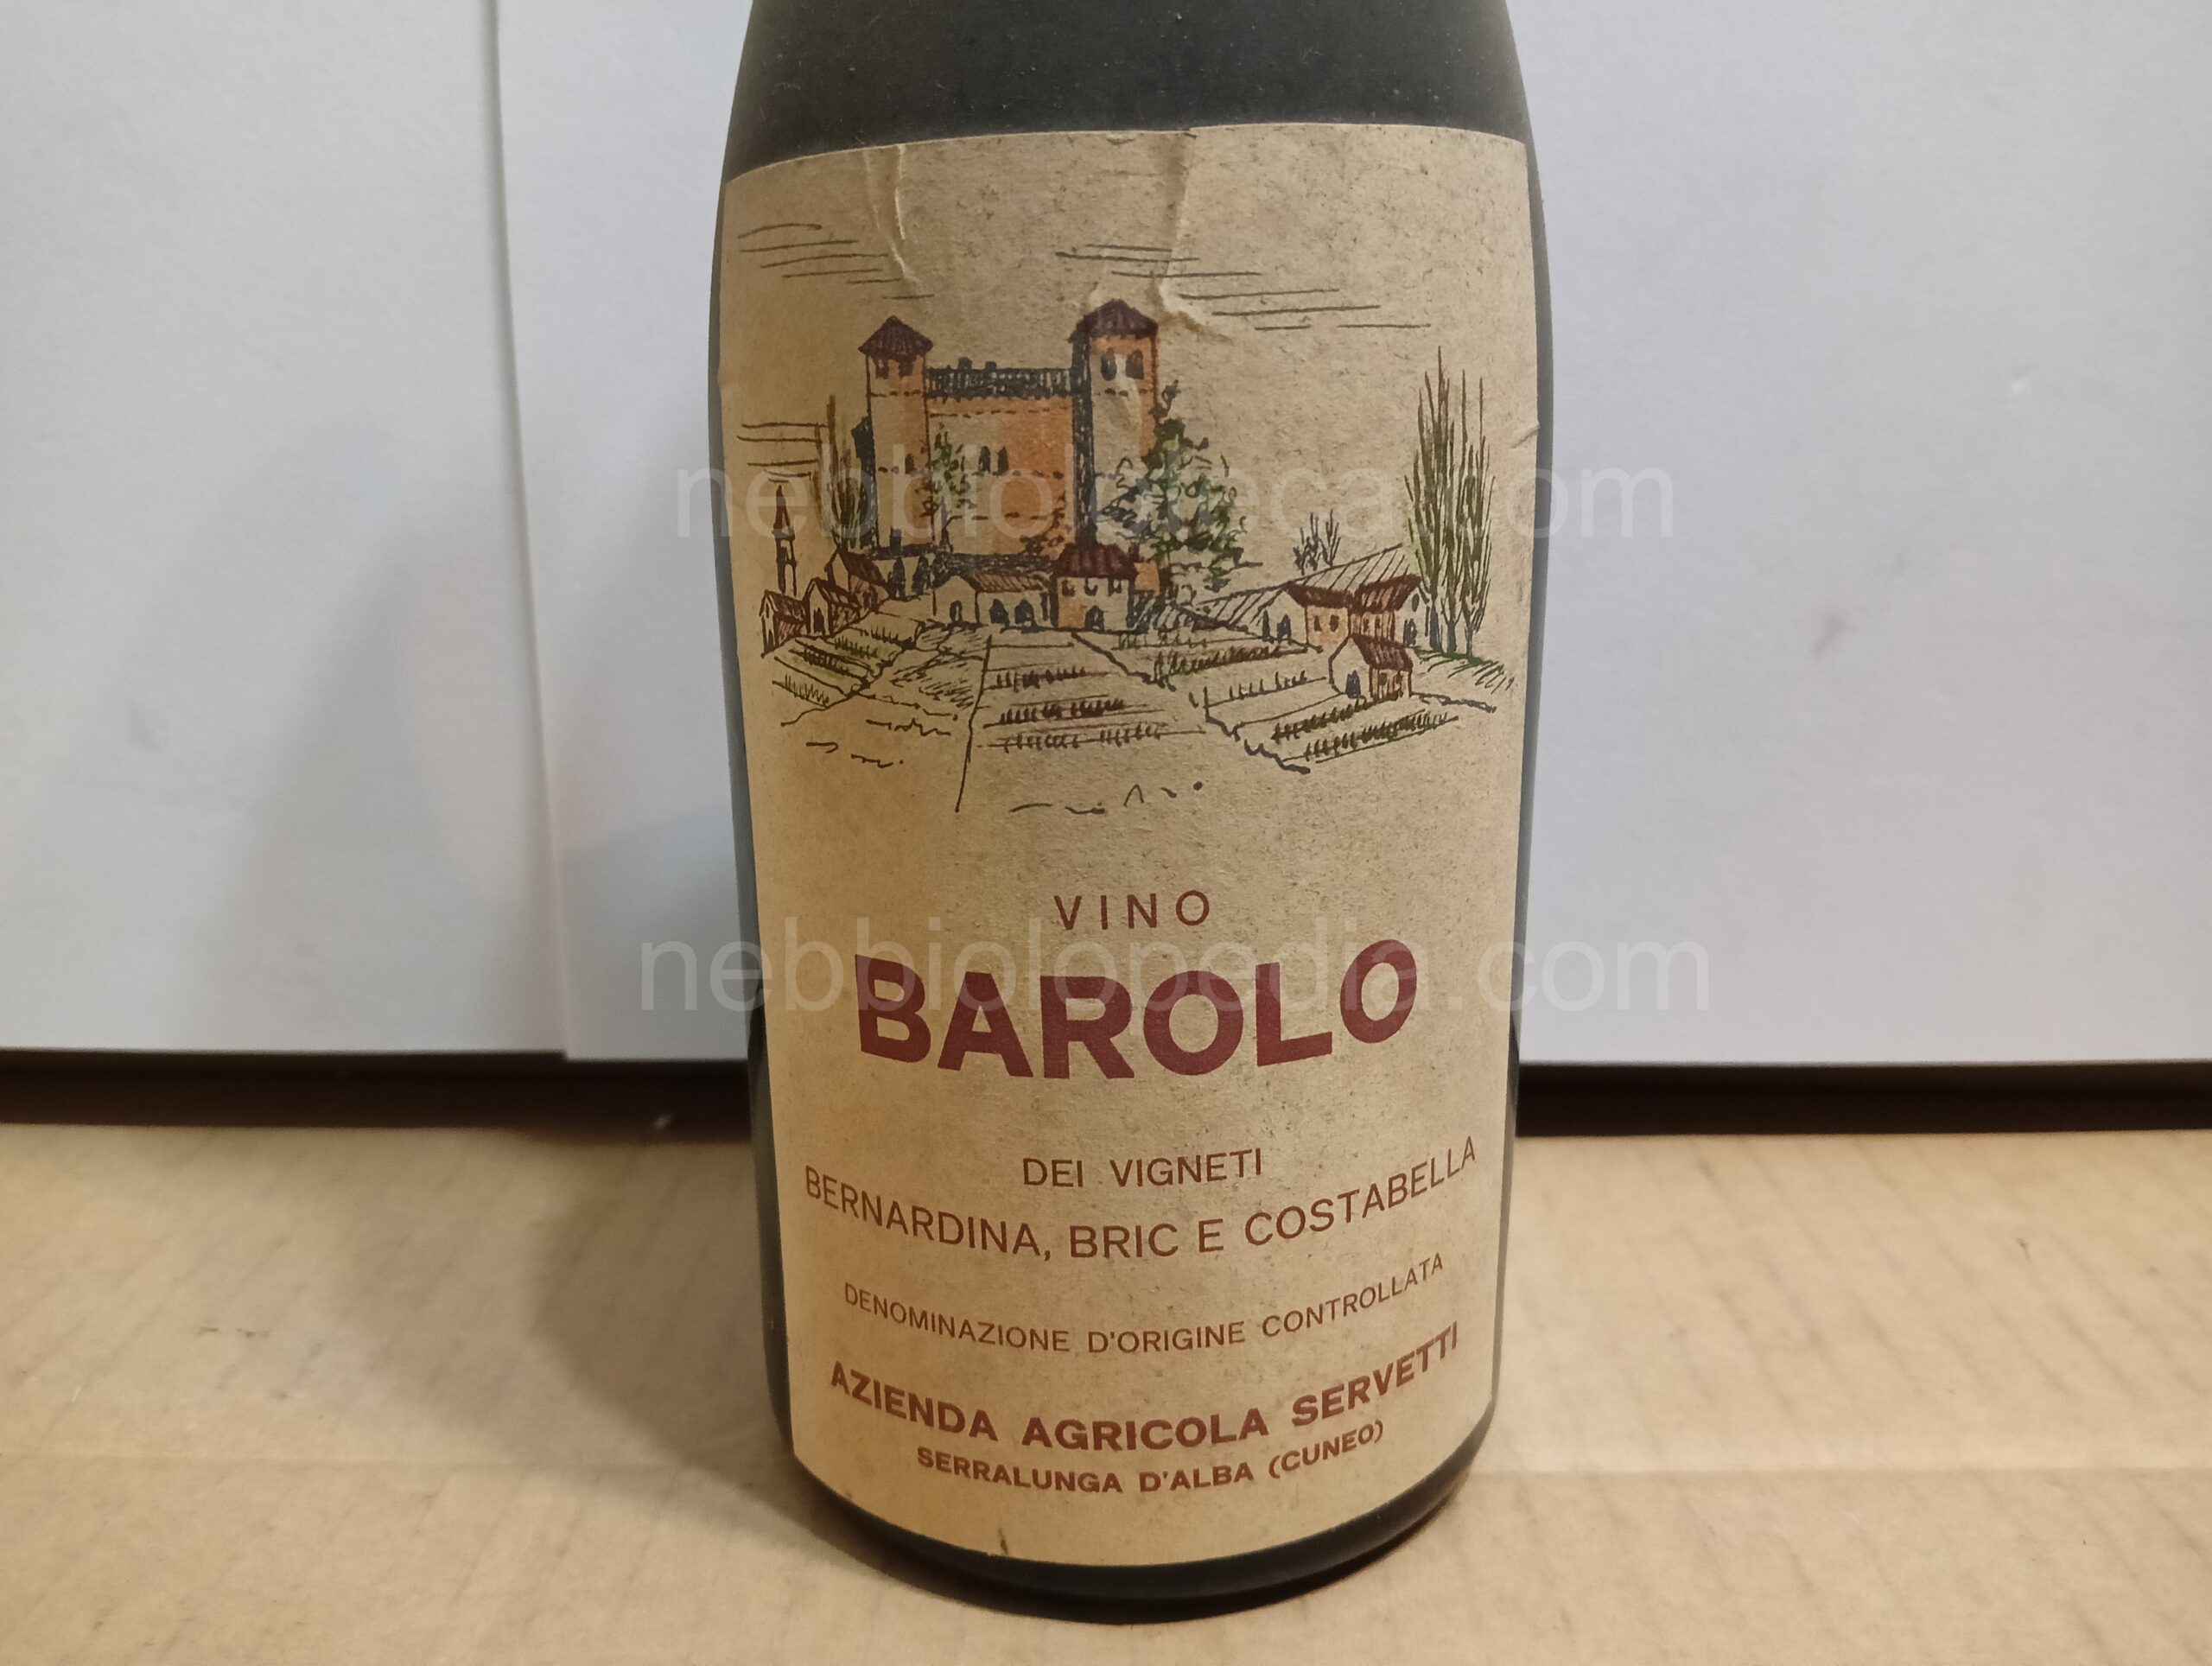 nebbioloteca.com
VINO
nebbiolopedia.com
BAROLO
DEI VIGNETI
BERNARDINA, BRIC E COSTABELLA
DENOMINAZIONE D'ORIGINE CONTROLLATA
AZIENDA AGRICOLA SERVETTI
SERRALUNGA D'ALBA (CUNEO)